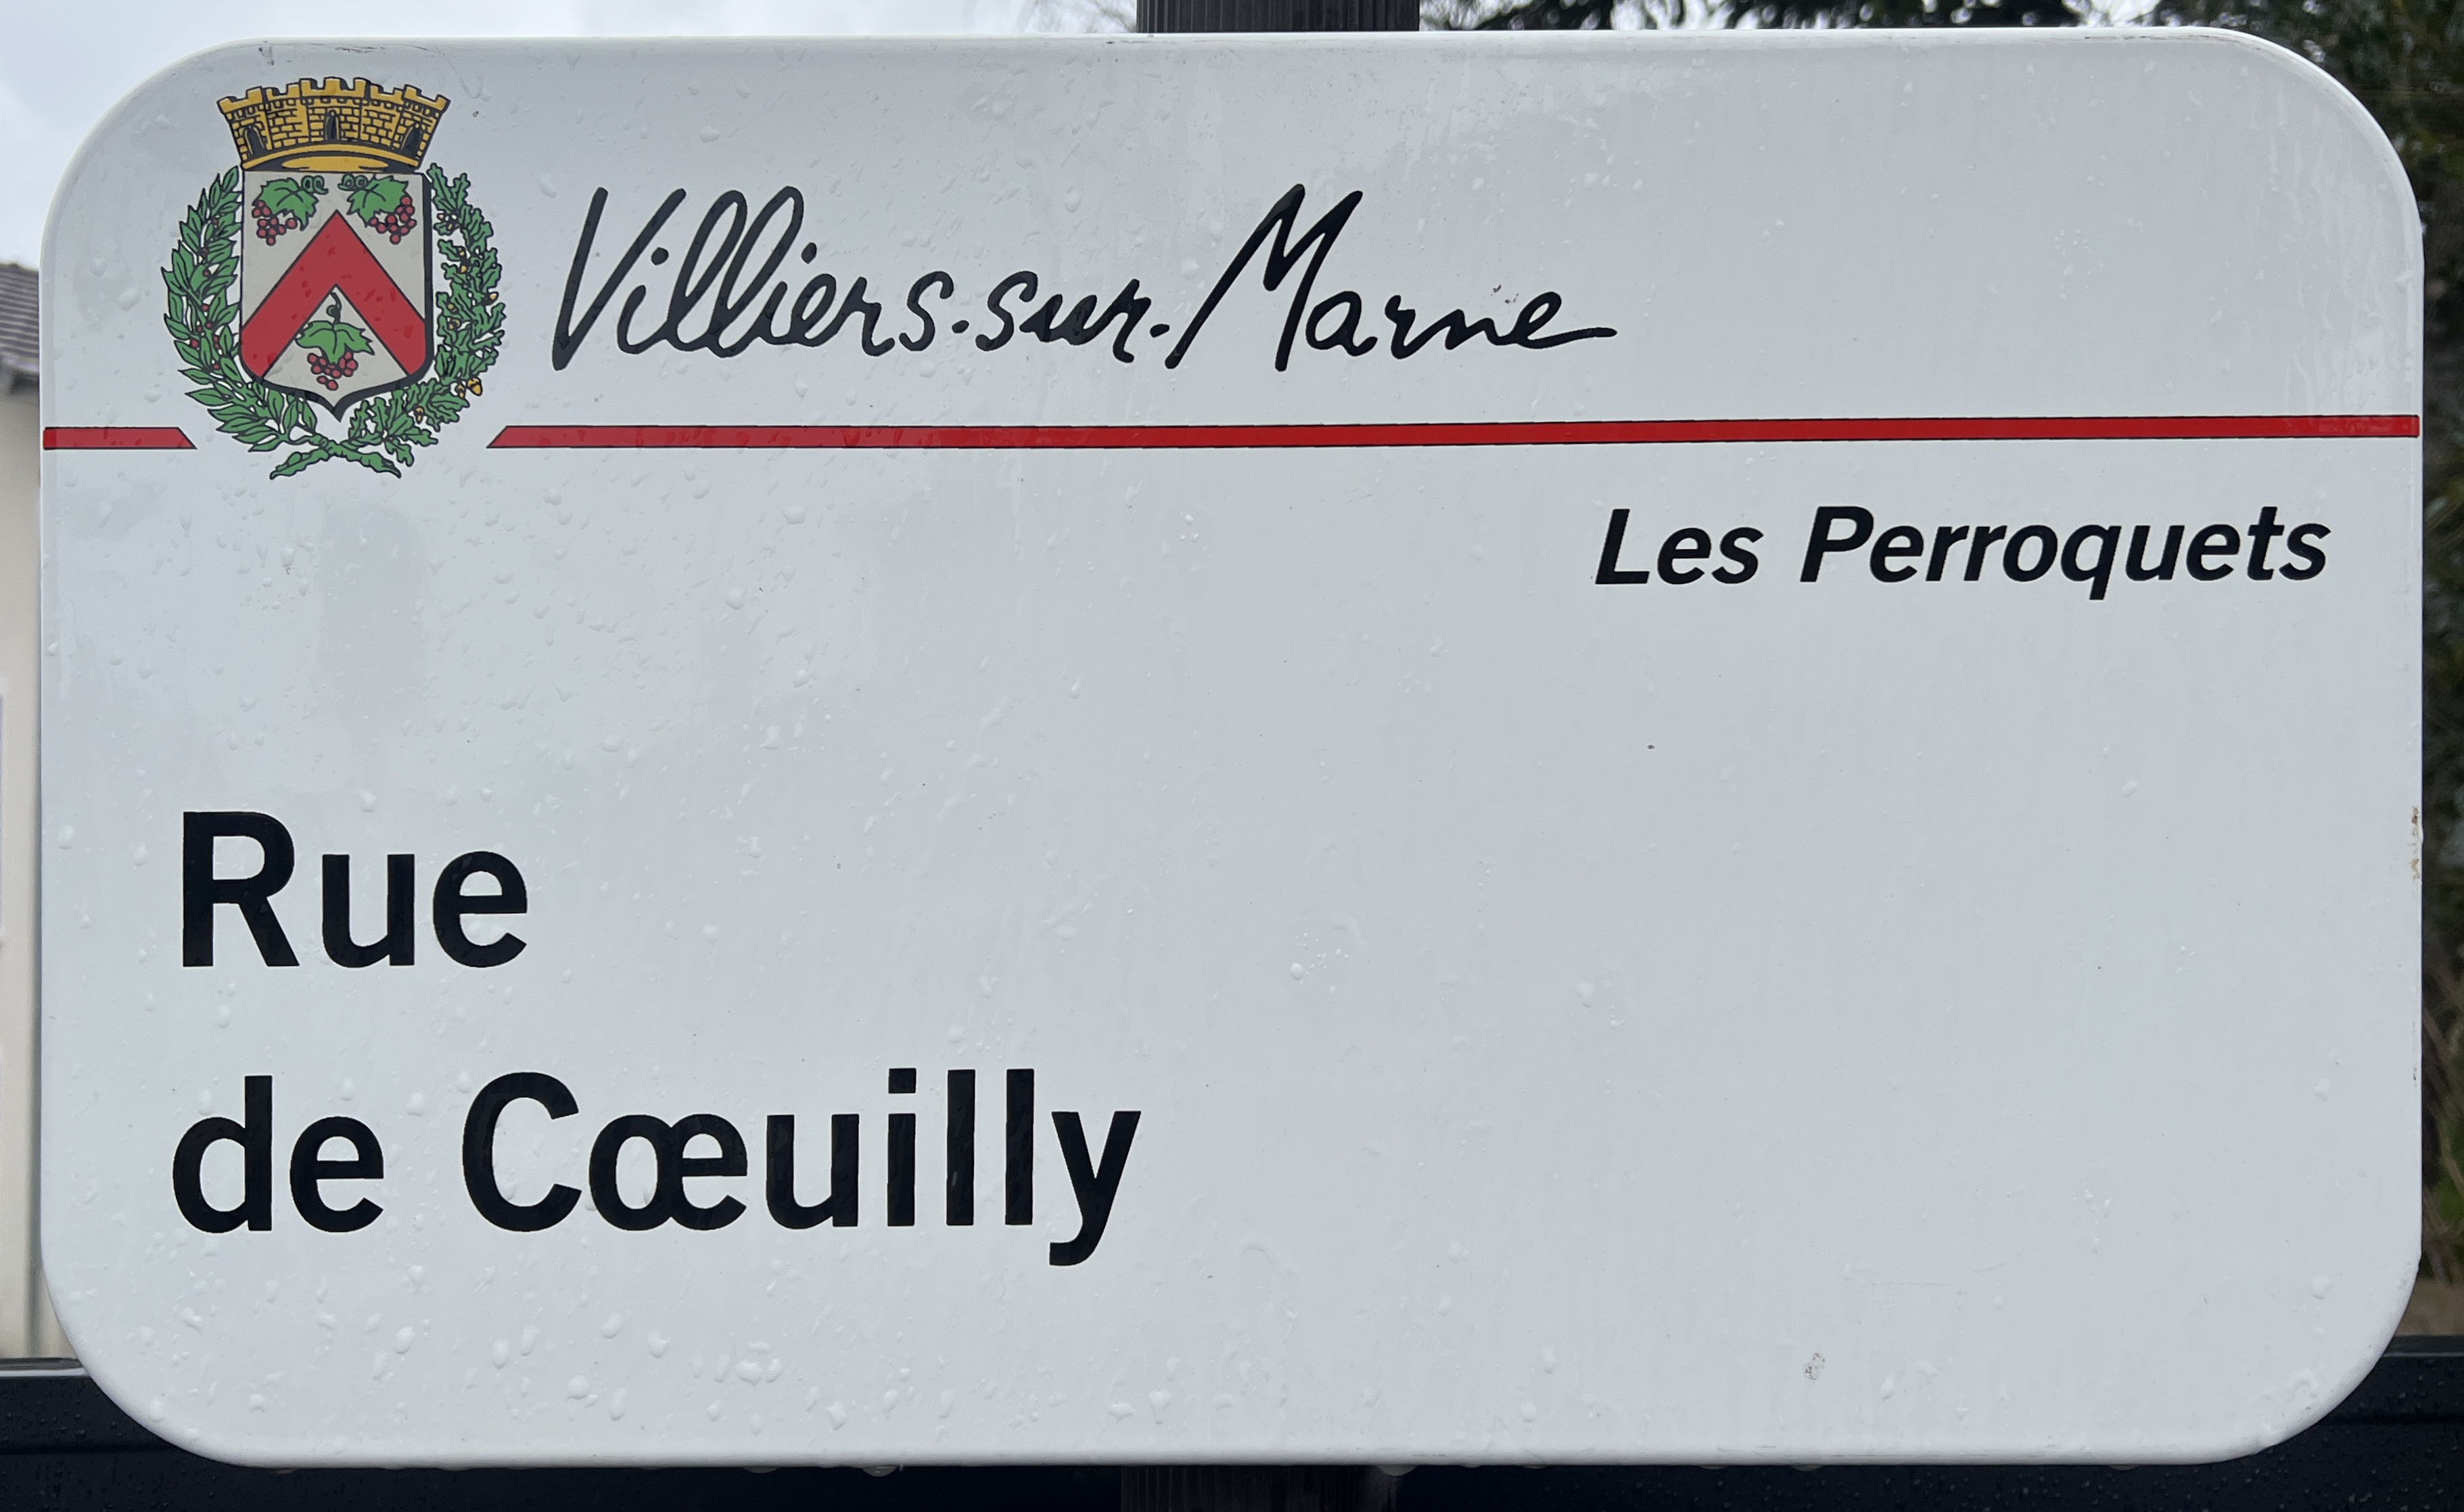 Villiers-sur-Marne
Les Perroquets
Rue
de Cœuilly